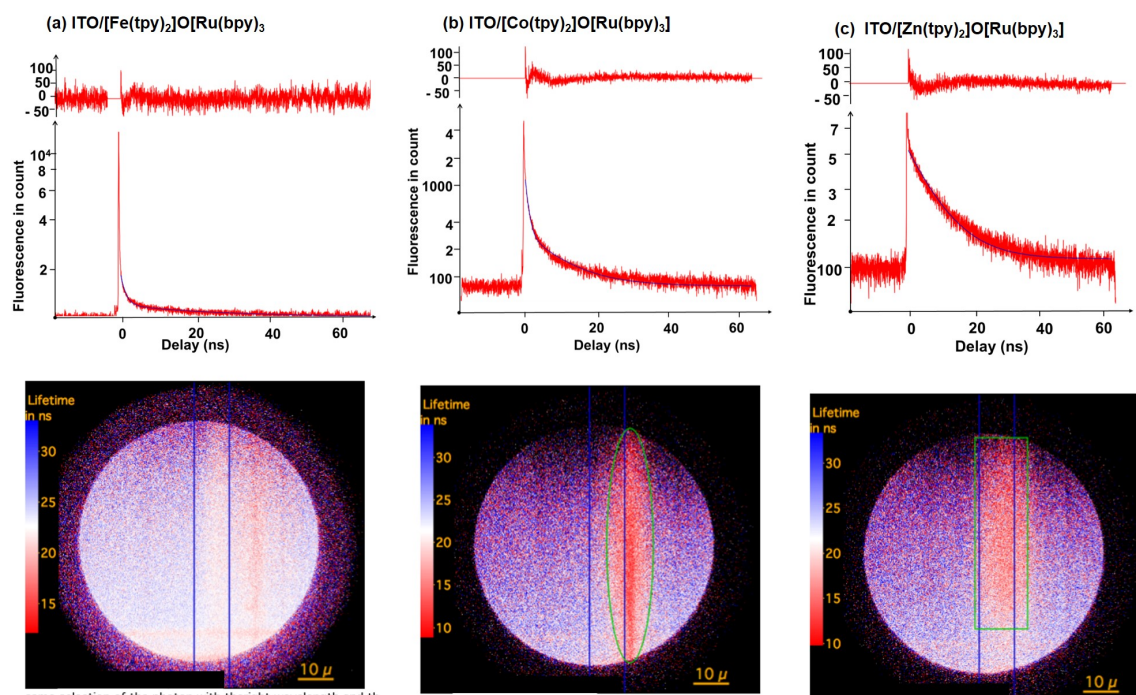 (a) ITO/[Fe(tpy)₂]O[Ru(bpy)₃
100
50
0
- 50
10⁴
8
6
4
2
Fluorescence in count
0 20 40 60
Delay (ns)
(b) ITO/[Co(tpy)₂]O[Ru(bpy)₃]
100
50
0
- 50
4
2
1000
4
2
100
Fluorescence in count
0 20 40 60
Delay (ns)
(c) ITO/[Zn(tpy)₂]O[Ru(bpy)₃]
100
50
0
- 50
7
5
3
2
100
Fluorescence in count
0 20 40 60
Delay (ns)
Lifetime
in ns
30
25
20
15
10 µ
Lifetime
in ns
30
25
20
15
10
10 µ
Lifetime
in ns
30
25
20
15
10
10 µ